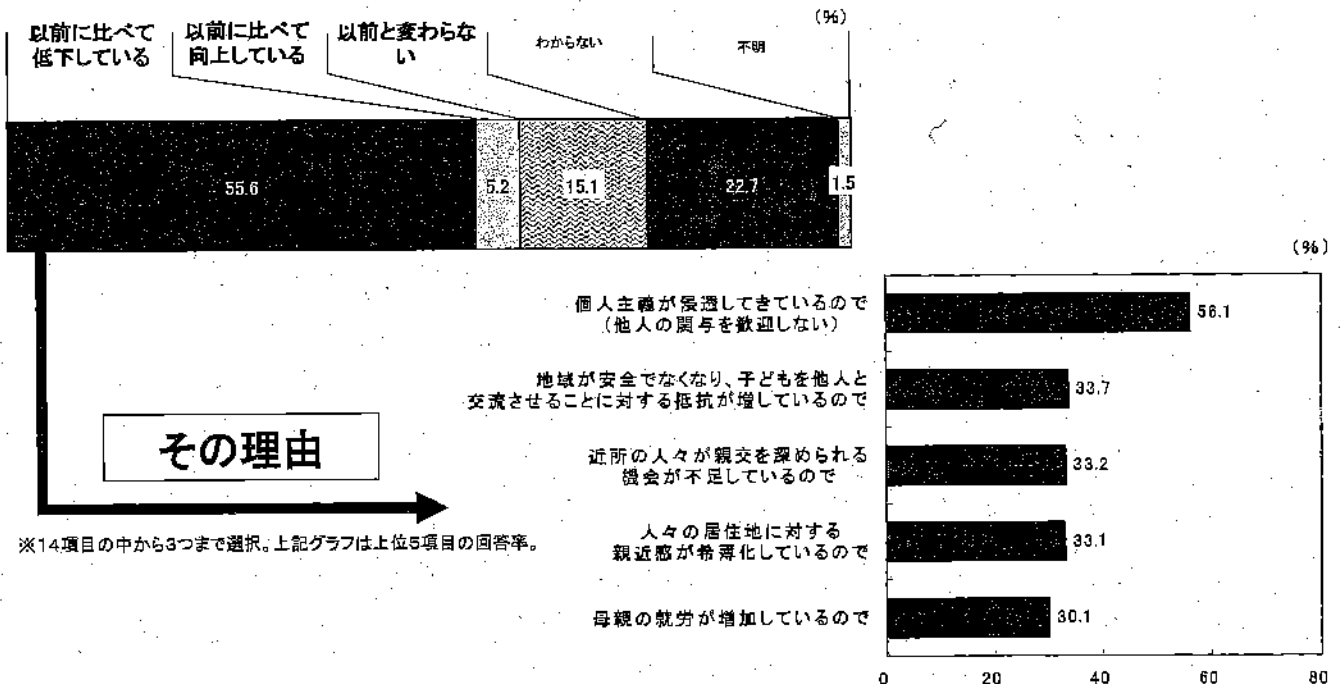 (%)
以前に比べて
低下している
以前に比べて
向上している
以前と変わらな
い
わからない
不明
55.6
5.2
15.1
22.7
1.5
(%)
個人主義が浸透してきているので
(他人の関与を歓迎しない)
56.1
地域が安全でなくなり、子どもを他人と
交流させることに対する抵抗が増しているので
33.7
その理由
近所の人々が親交を深められる
機会が不足しているので
33.2
※14項目の中から3つまで選択。上記グラフは上位5項目の回答率。
人々の居住地に対する
親近感が希薄化しているので
33.1
母親の就労が増加しているので
30.1
0 20 40 60 80